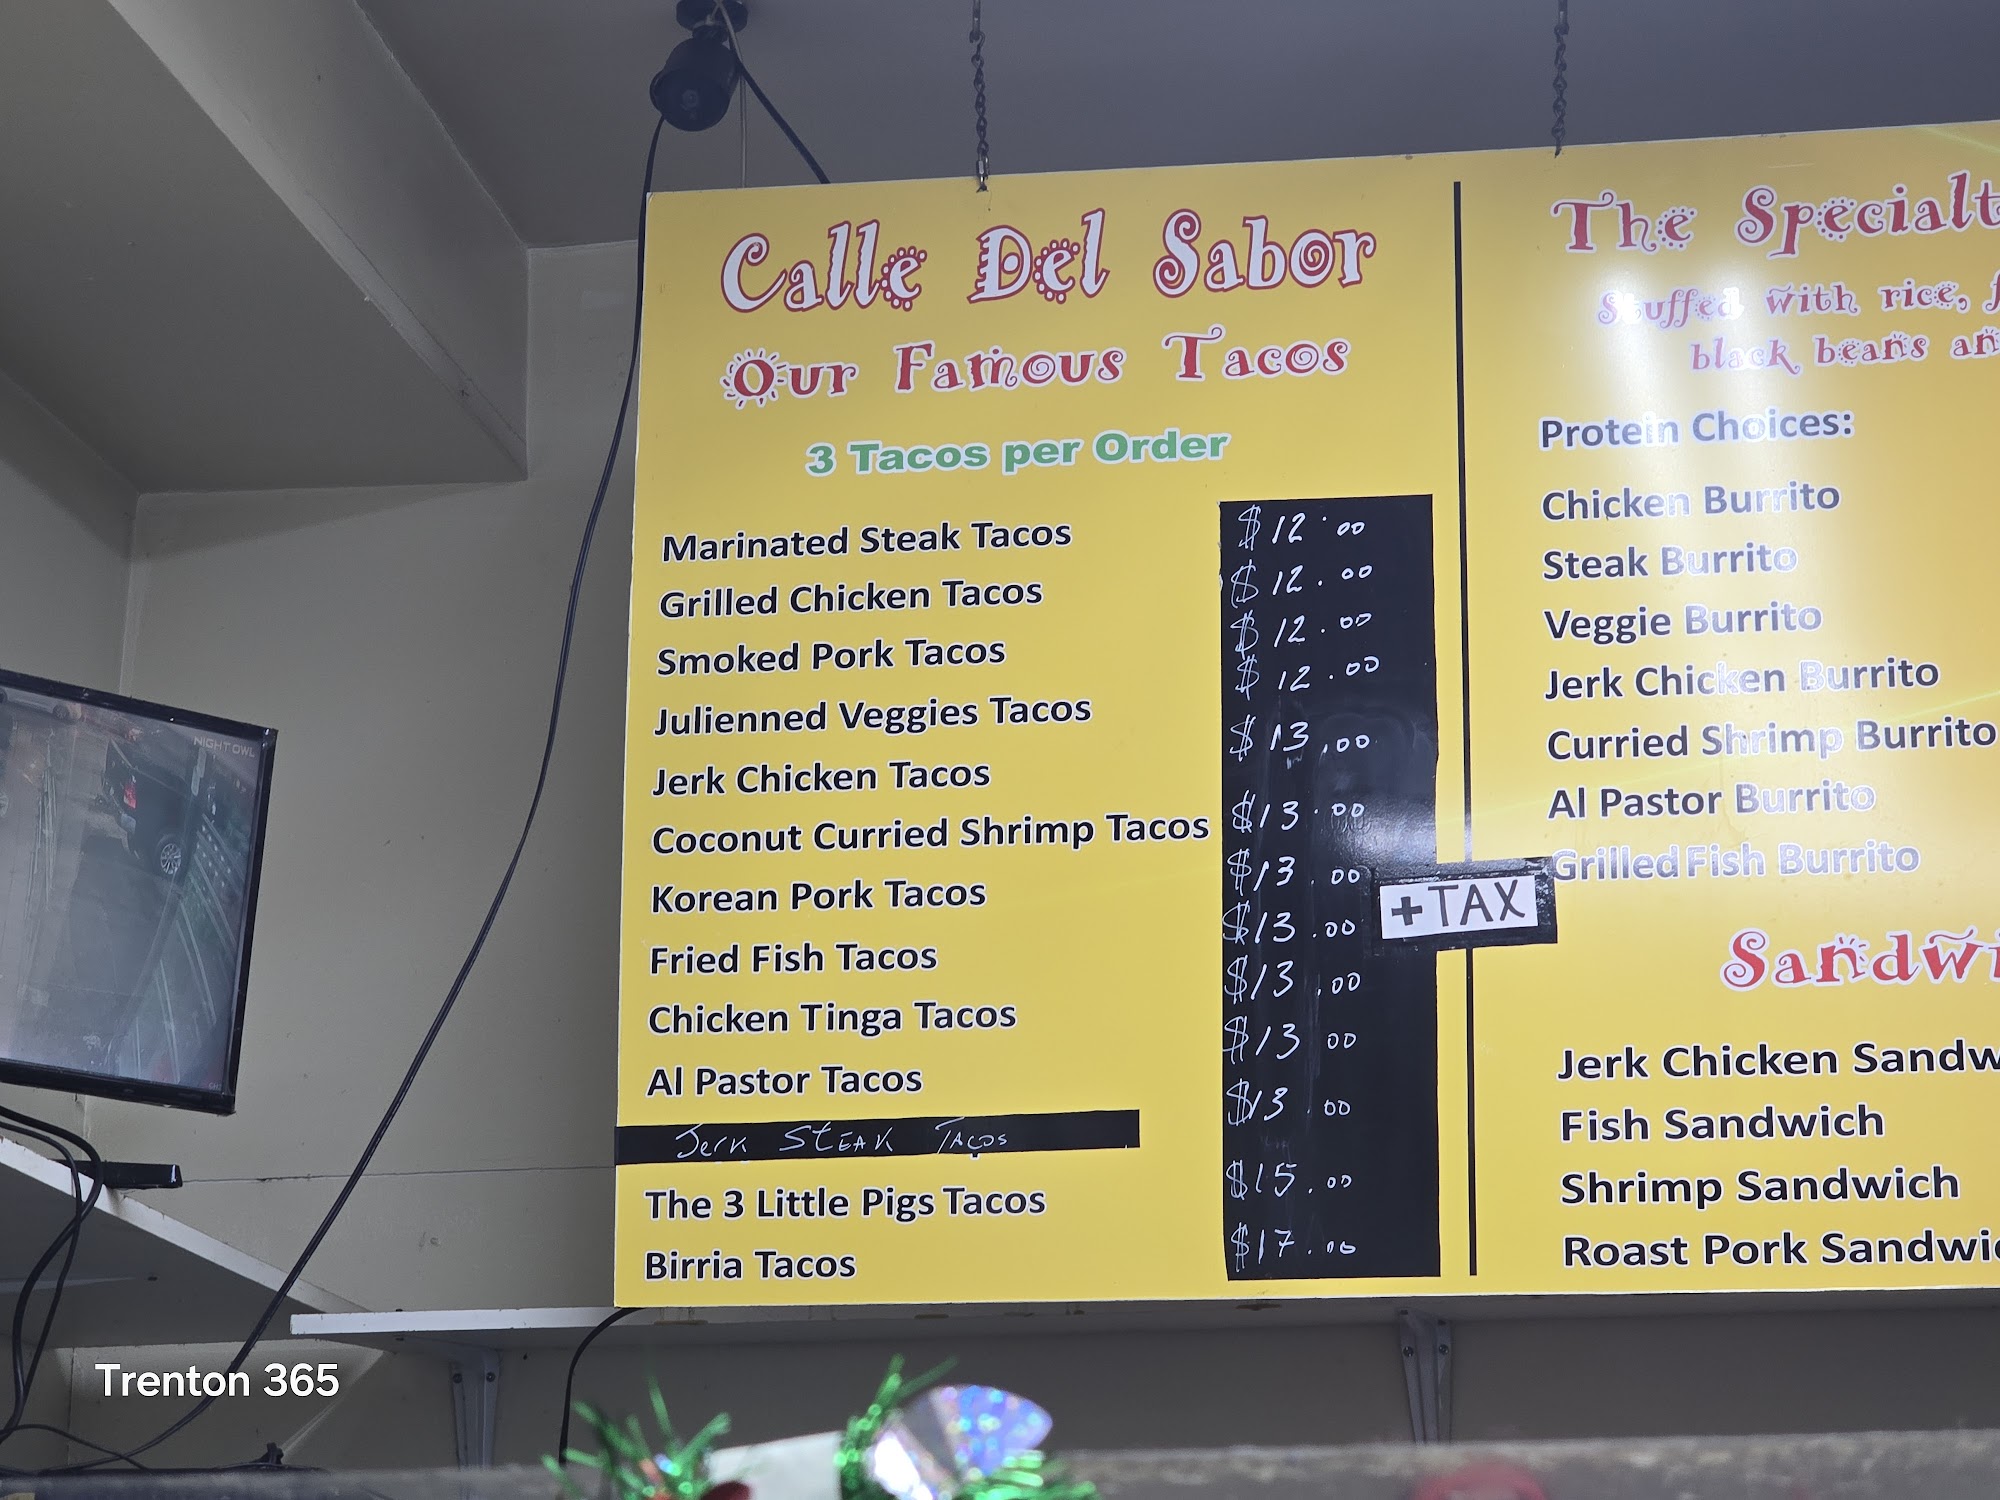 Calle Del Sabor
Our Famous Tacos
3 Tacos per Order
Marinated Steak Tacos $12.00
Grilled Chicken Tacos $12.00
Smoked Pork Tacos $12.00
Julienned Veggies Tacos $12.00
Jerk Chicken Tacos $13.00
Coconut Curried Shrimp Tacos $13.00
Korean Pork Tacos $13.00
Fried Fish Tacos $13.00
Chicken Tinga Tacos $13.00
Al Pastor Tacos $13.00
Jerk STEAK TACOS $13.00
The 3 Little Pigs Tacos $15.00
Birria Tacos $17.00
+TAX
The Specialt
Stuffed with rice, f
black beans an
Protein Choices:
Chicken Burrito
Steak Burrito
Veggie Burrito
Jerk Chicken Burrito
Curried Shrimp Burrito
Al Pastor Burrito
Grilled Fish Burrito
Sandwi
Jerk Chicken Sandw
Fish Sandwich
Shrimp Sandwich
Roast Pork Sandwic
NIGHT OWL
Trenton 365